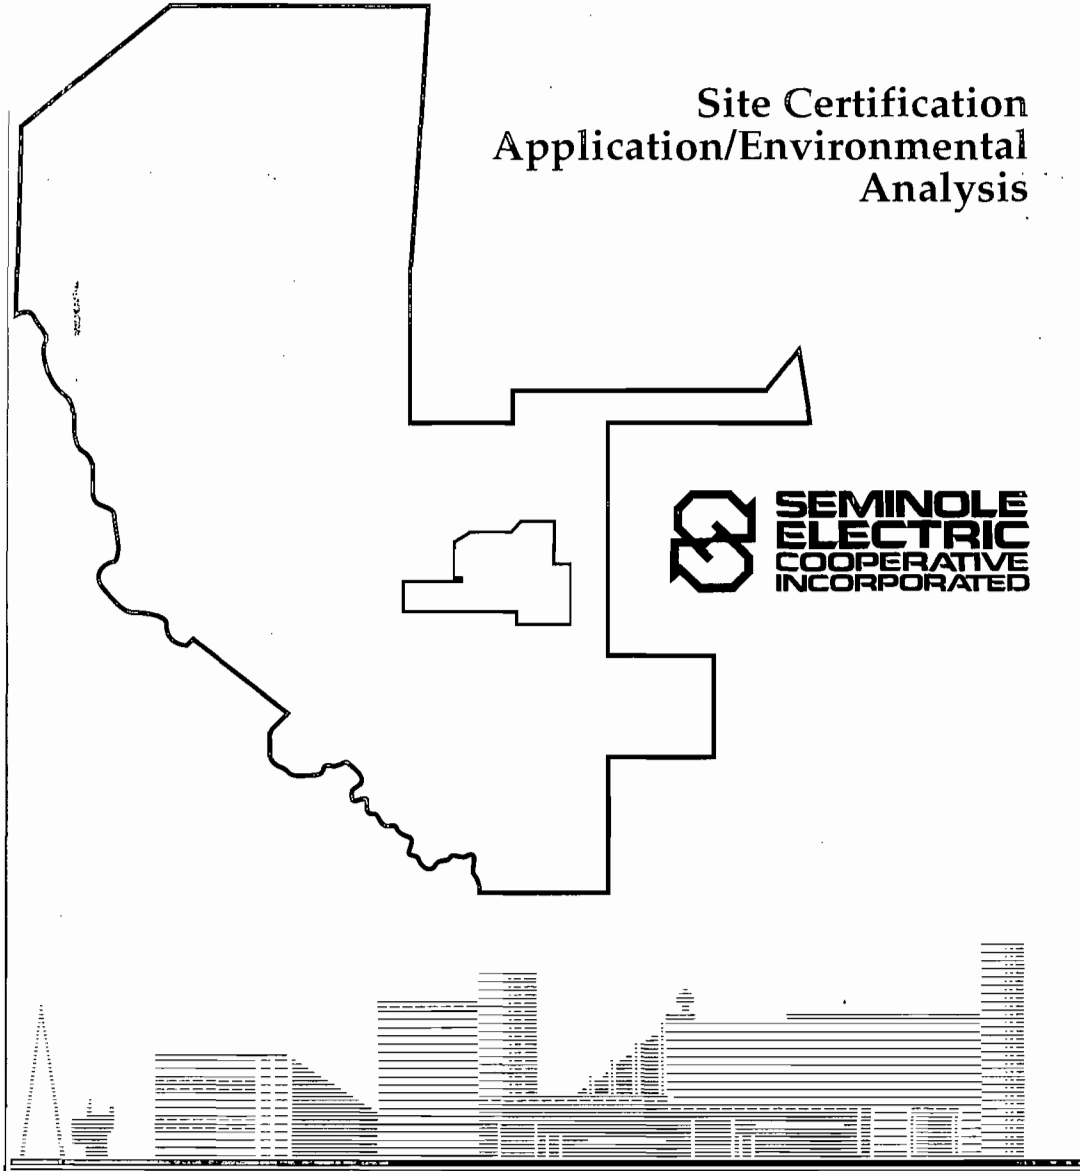 Site Certification
Application/Environmental
Analysis
SEMINOLE
ELECTRIC
COOPERATIVE
INCORPORATED